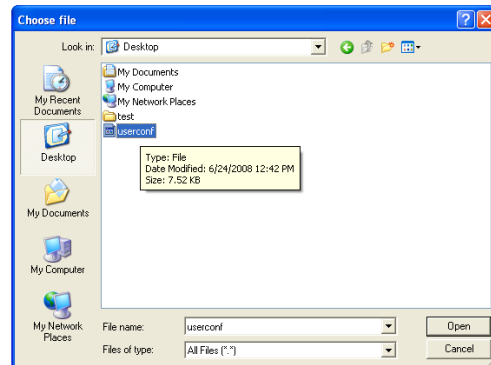 Choose file
Look in:
Desktop
My Recent
Documents
Desktop
My Documents
My Computer
My Network
Places
My Documents
My Computer
My Network Places
test
userconf
Type: File
Date Modified: 6/24/2008 12:42 PM
Size: 7.52 KB
File name:
userconf
Open
Files of type:
All Files (*.*)
Cancel